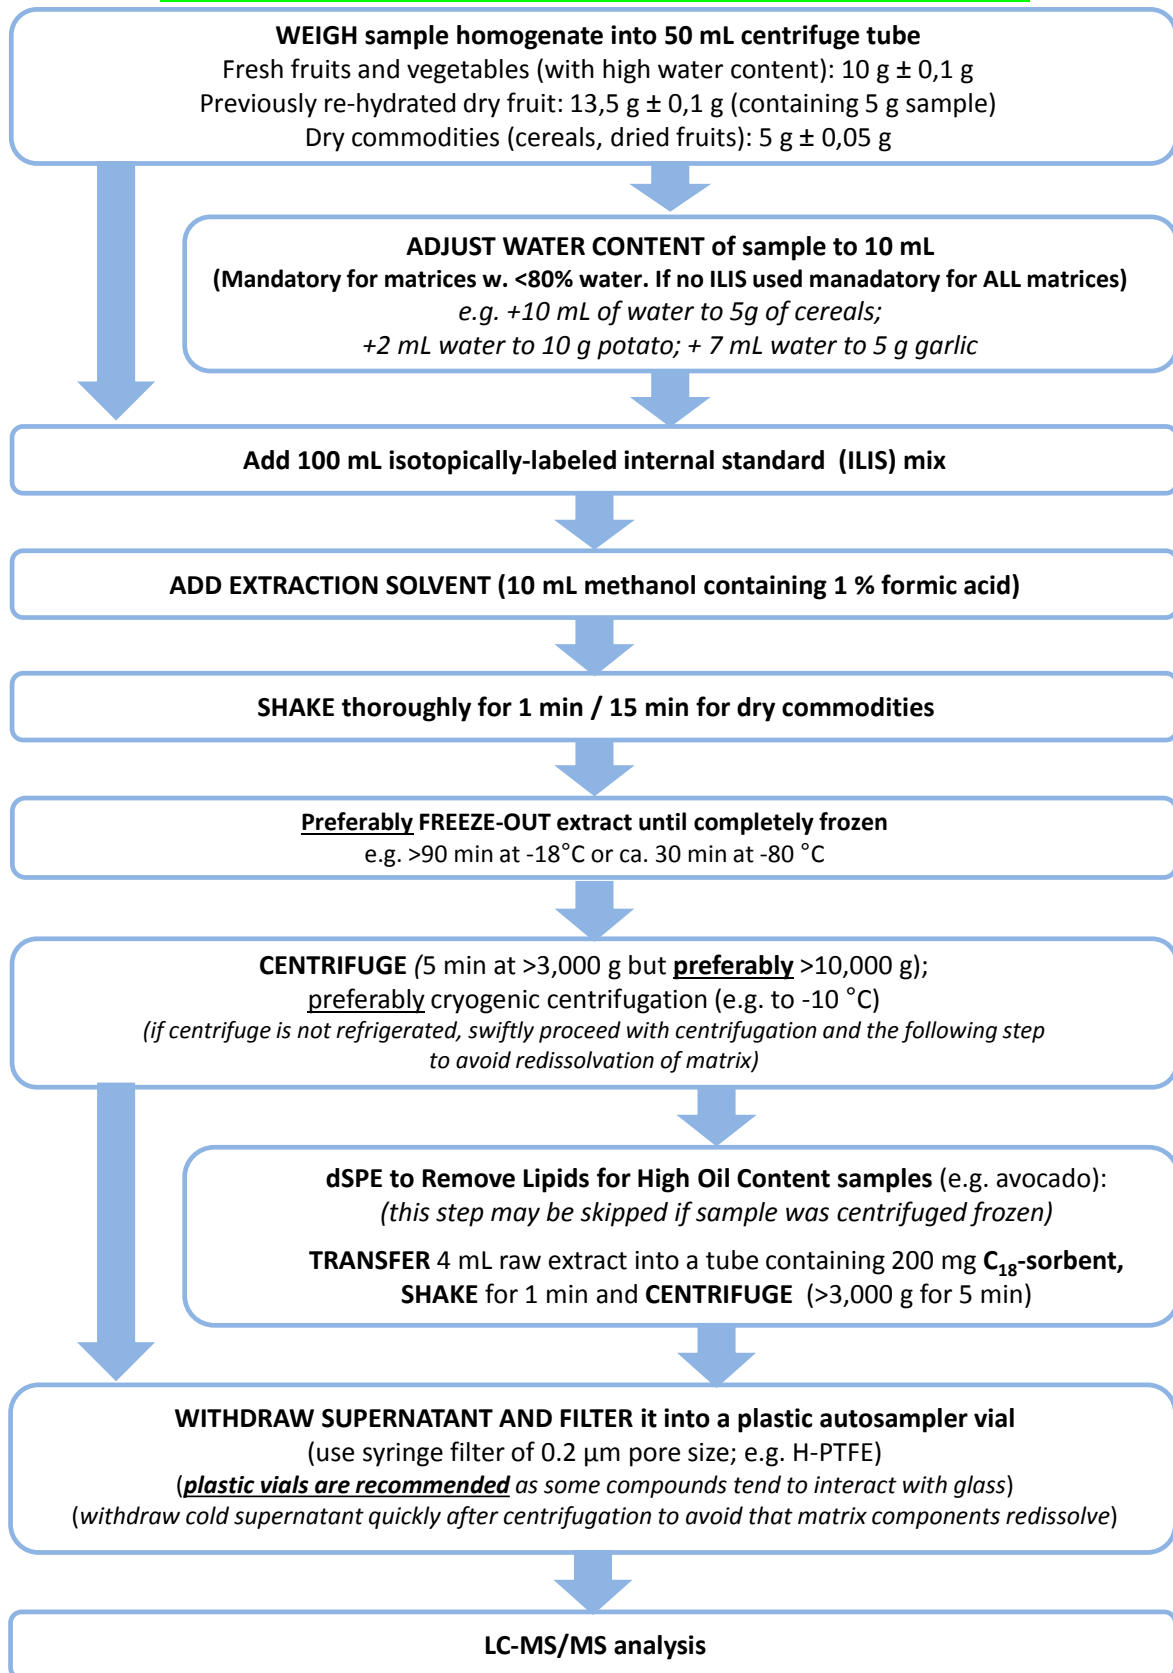 WEIGH sample homogenate into 50 mL centrifuge tube
Fresh fruits and vegetables (with high water content): 10 g ± 0,1 g
Previously re-hydrated dry fruit: 13,5 g ± 0,1 g (containing 5 g sample)
Dry commodities (cereals, dried fruits): 5 g ± 0,05 g
ADJUST WATER CONTENT of sample to 10 mL
(Mandatory for matrices w. <80% water. If no ILIS used manadatory for ALL matrices)
e.g. +10 mL of water to 5g of cereals;
+2 mL water to 10 g potato; + 7 mL water to 5 g garlic
Add 100 mL isotopically-labeled internal standard (ILIS) mix
ADD EXTRACTION SOLVENT (10 mL methanol containing 1 % formic acid)
SHAKE thoroughly for 1 min / 15 min for dry commodities
Preferably FREEZE-OUT extract until completely frozen
e.g. >90 min at -18°C or ca. 30 min at -80 °C
CENTRIFUGE (5 min at >3,000 g but preferably >10,000 g);
preferably cryogenic centrifugation (e.g. to -10 °C)
(if centrifuge is not refrigerated, swiftly proceed with centrifugation and the following step
to avoid redissolvation of matrix)
dSPE to Remove Lipids for High Oil Content samples (e.g. avocado):
(this step may be skipped if sample was centrifuged frozen)
TRANSFER 4 mL raw extract into a tube containing 200 mg C₁₈-sorbent,
SHAKE for 1 min and CENTRIFUGE (>3,000 g for 5 min)
WITHDRAW SUPERNATANT AND FILTER it into a plastic autosampler vial
(use syringe filter of 0.2 µm pore size; e.g. H-PTFE)
(plastic vials are recommended as some compounds tend to interact with glass)
(withdraw cold supernatant quickly after centrifugation to avoid that matrix components redissolve)
LC-MS/MS analysis